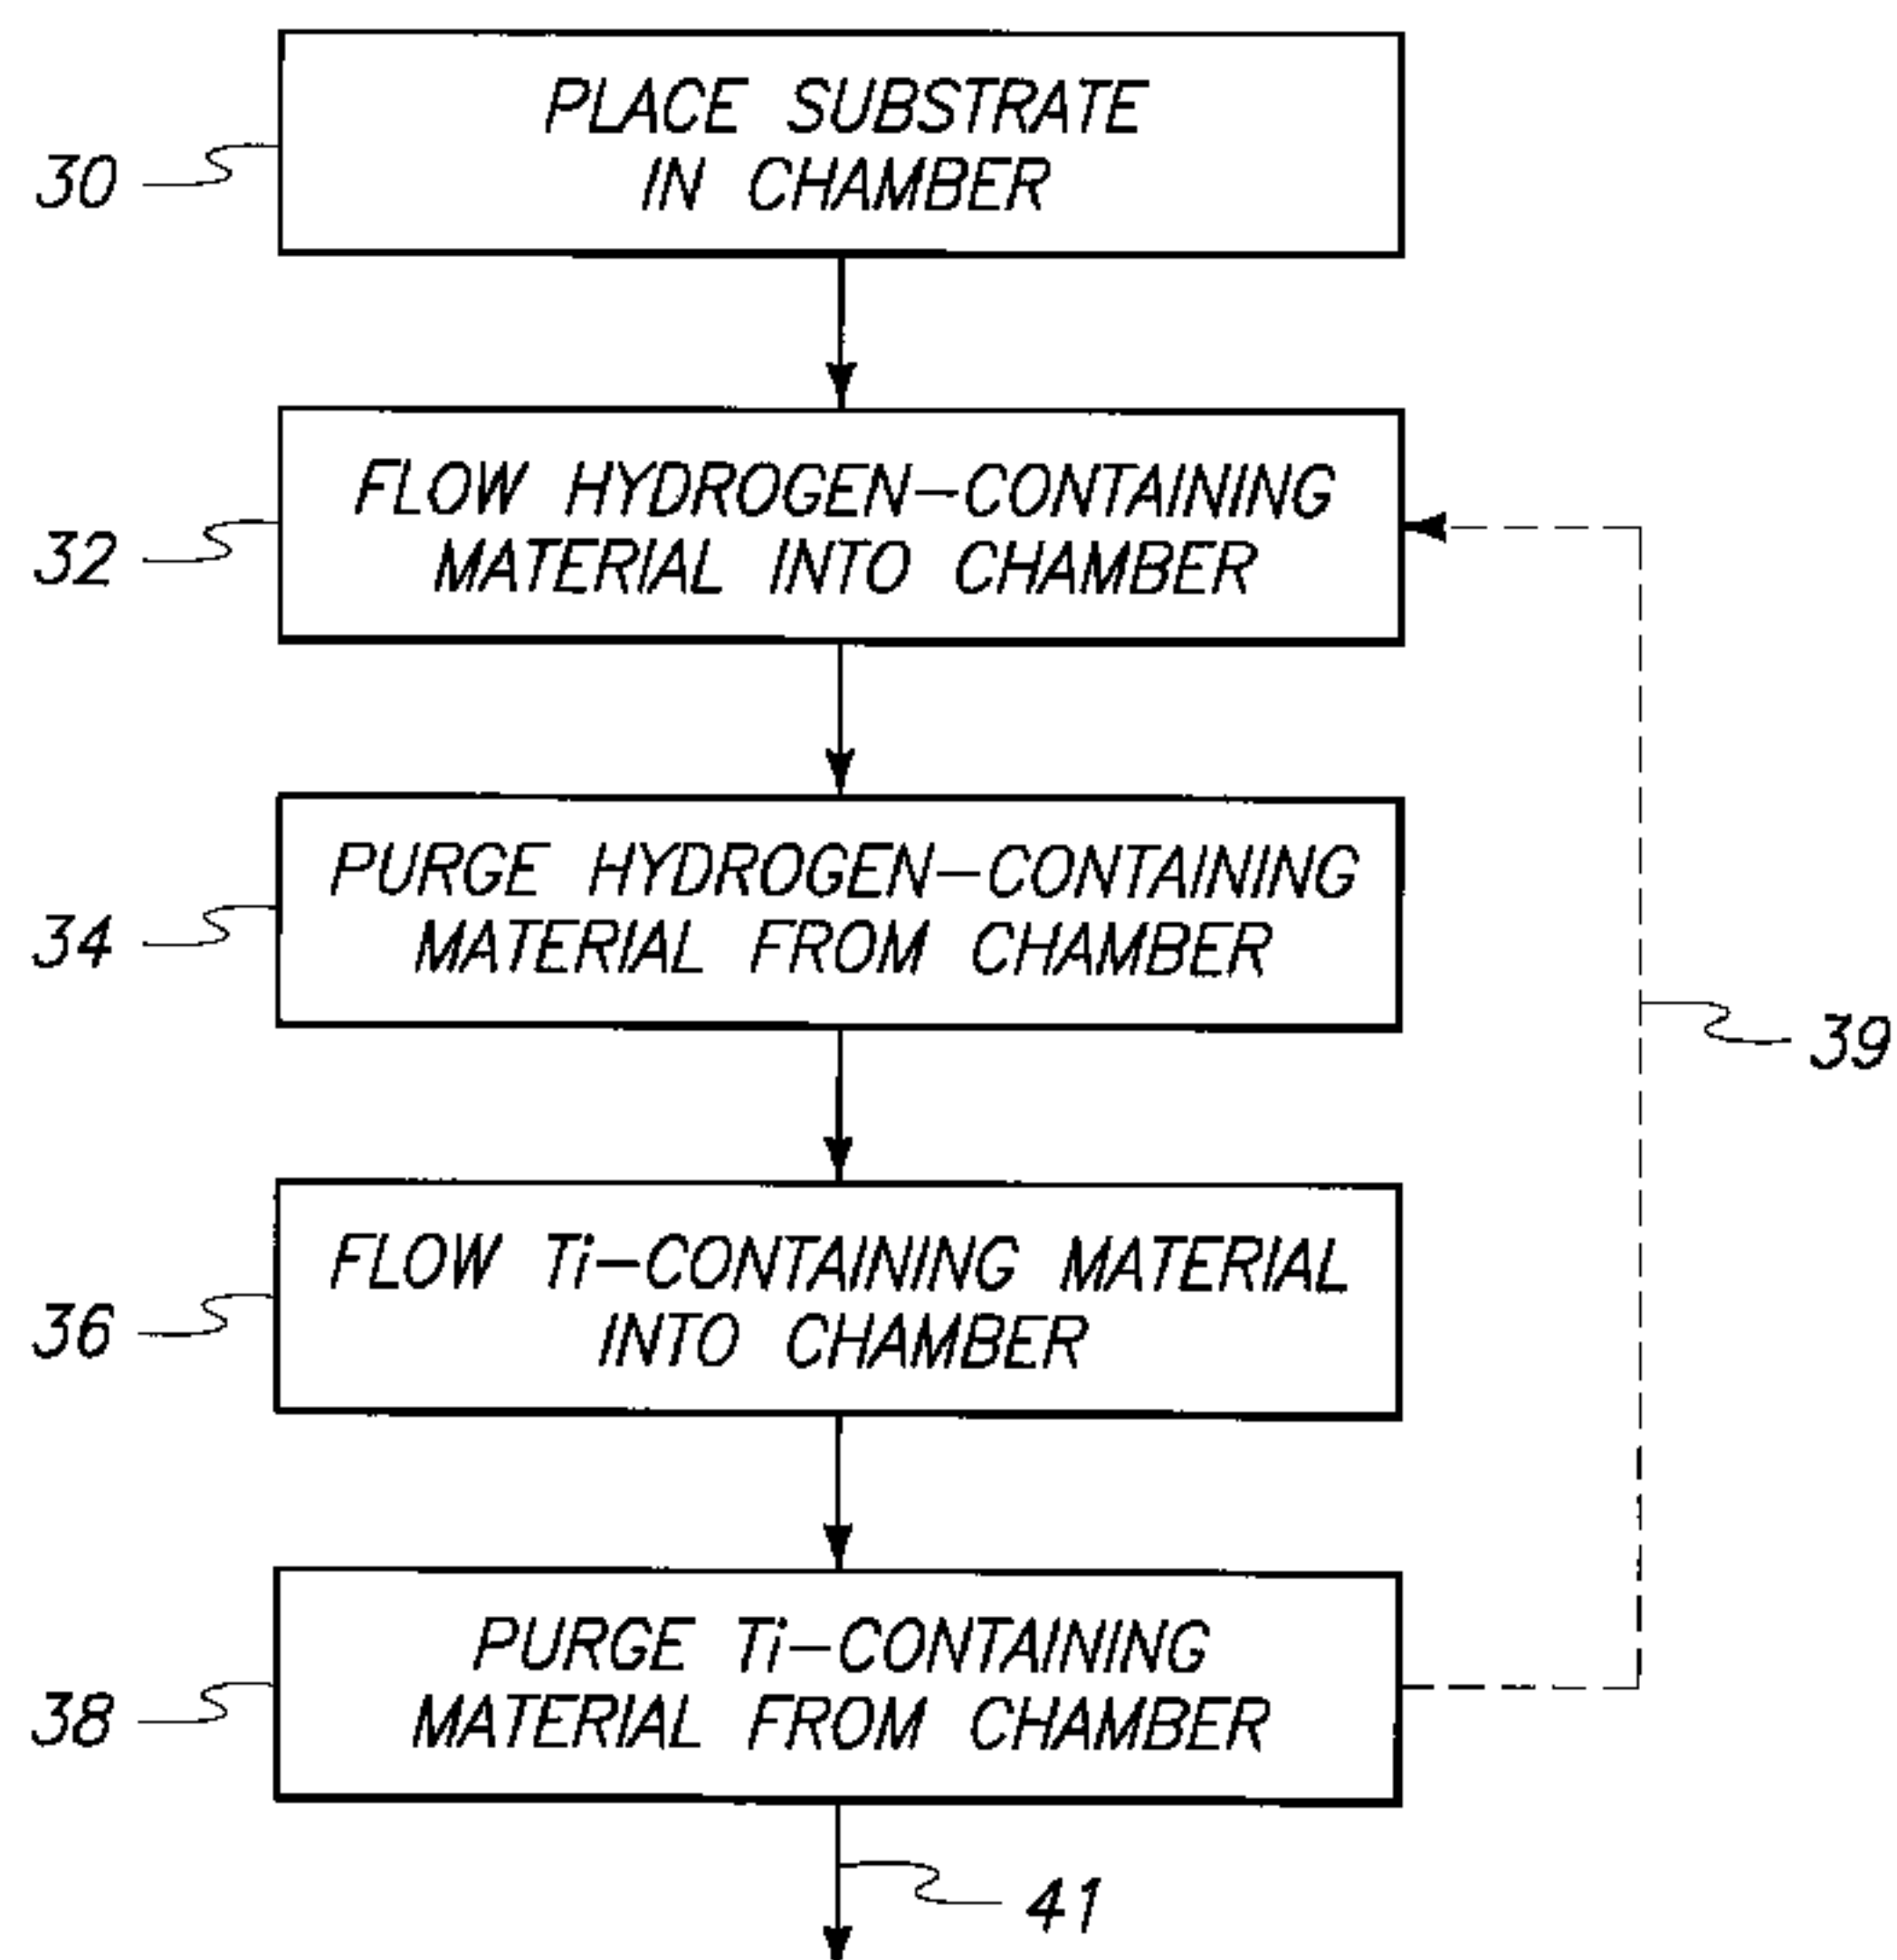 PLACE SUBSTRATE
IN CHAMBER
30
FLOW HYDROGEN-CONTAINING
MATERIAL INTO CHAMBER
32
PURGE HYDROGEN-CONTAINING
MATERIAL FROM CHAMBER
34
39
FLOW Ti-CONTAINING MATERIAL
INTO CHAMBER
36
PURGE Ti-CONTAINING
MATERIAL FROM CHAMBER
38
41